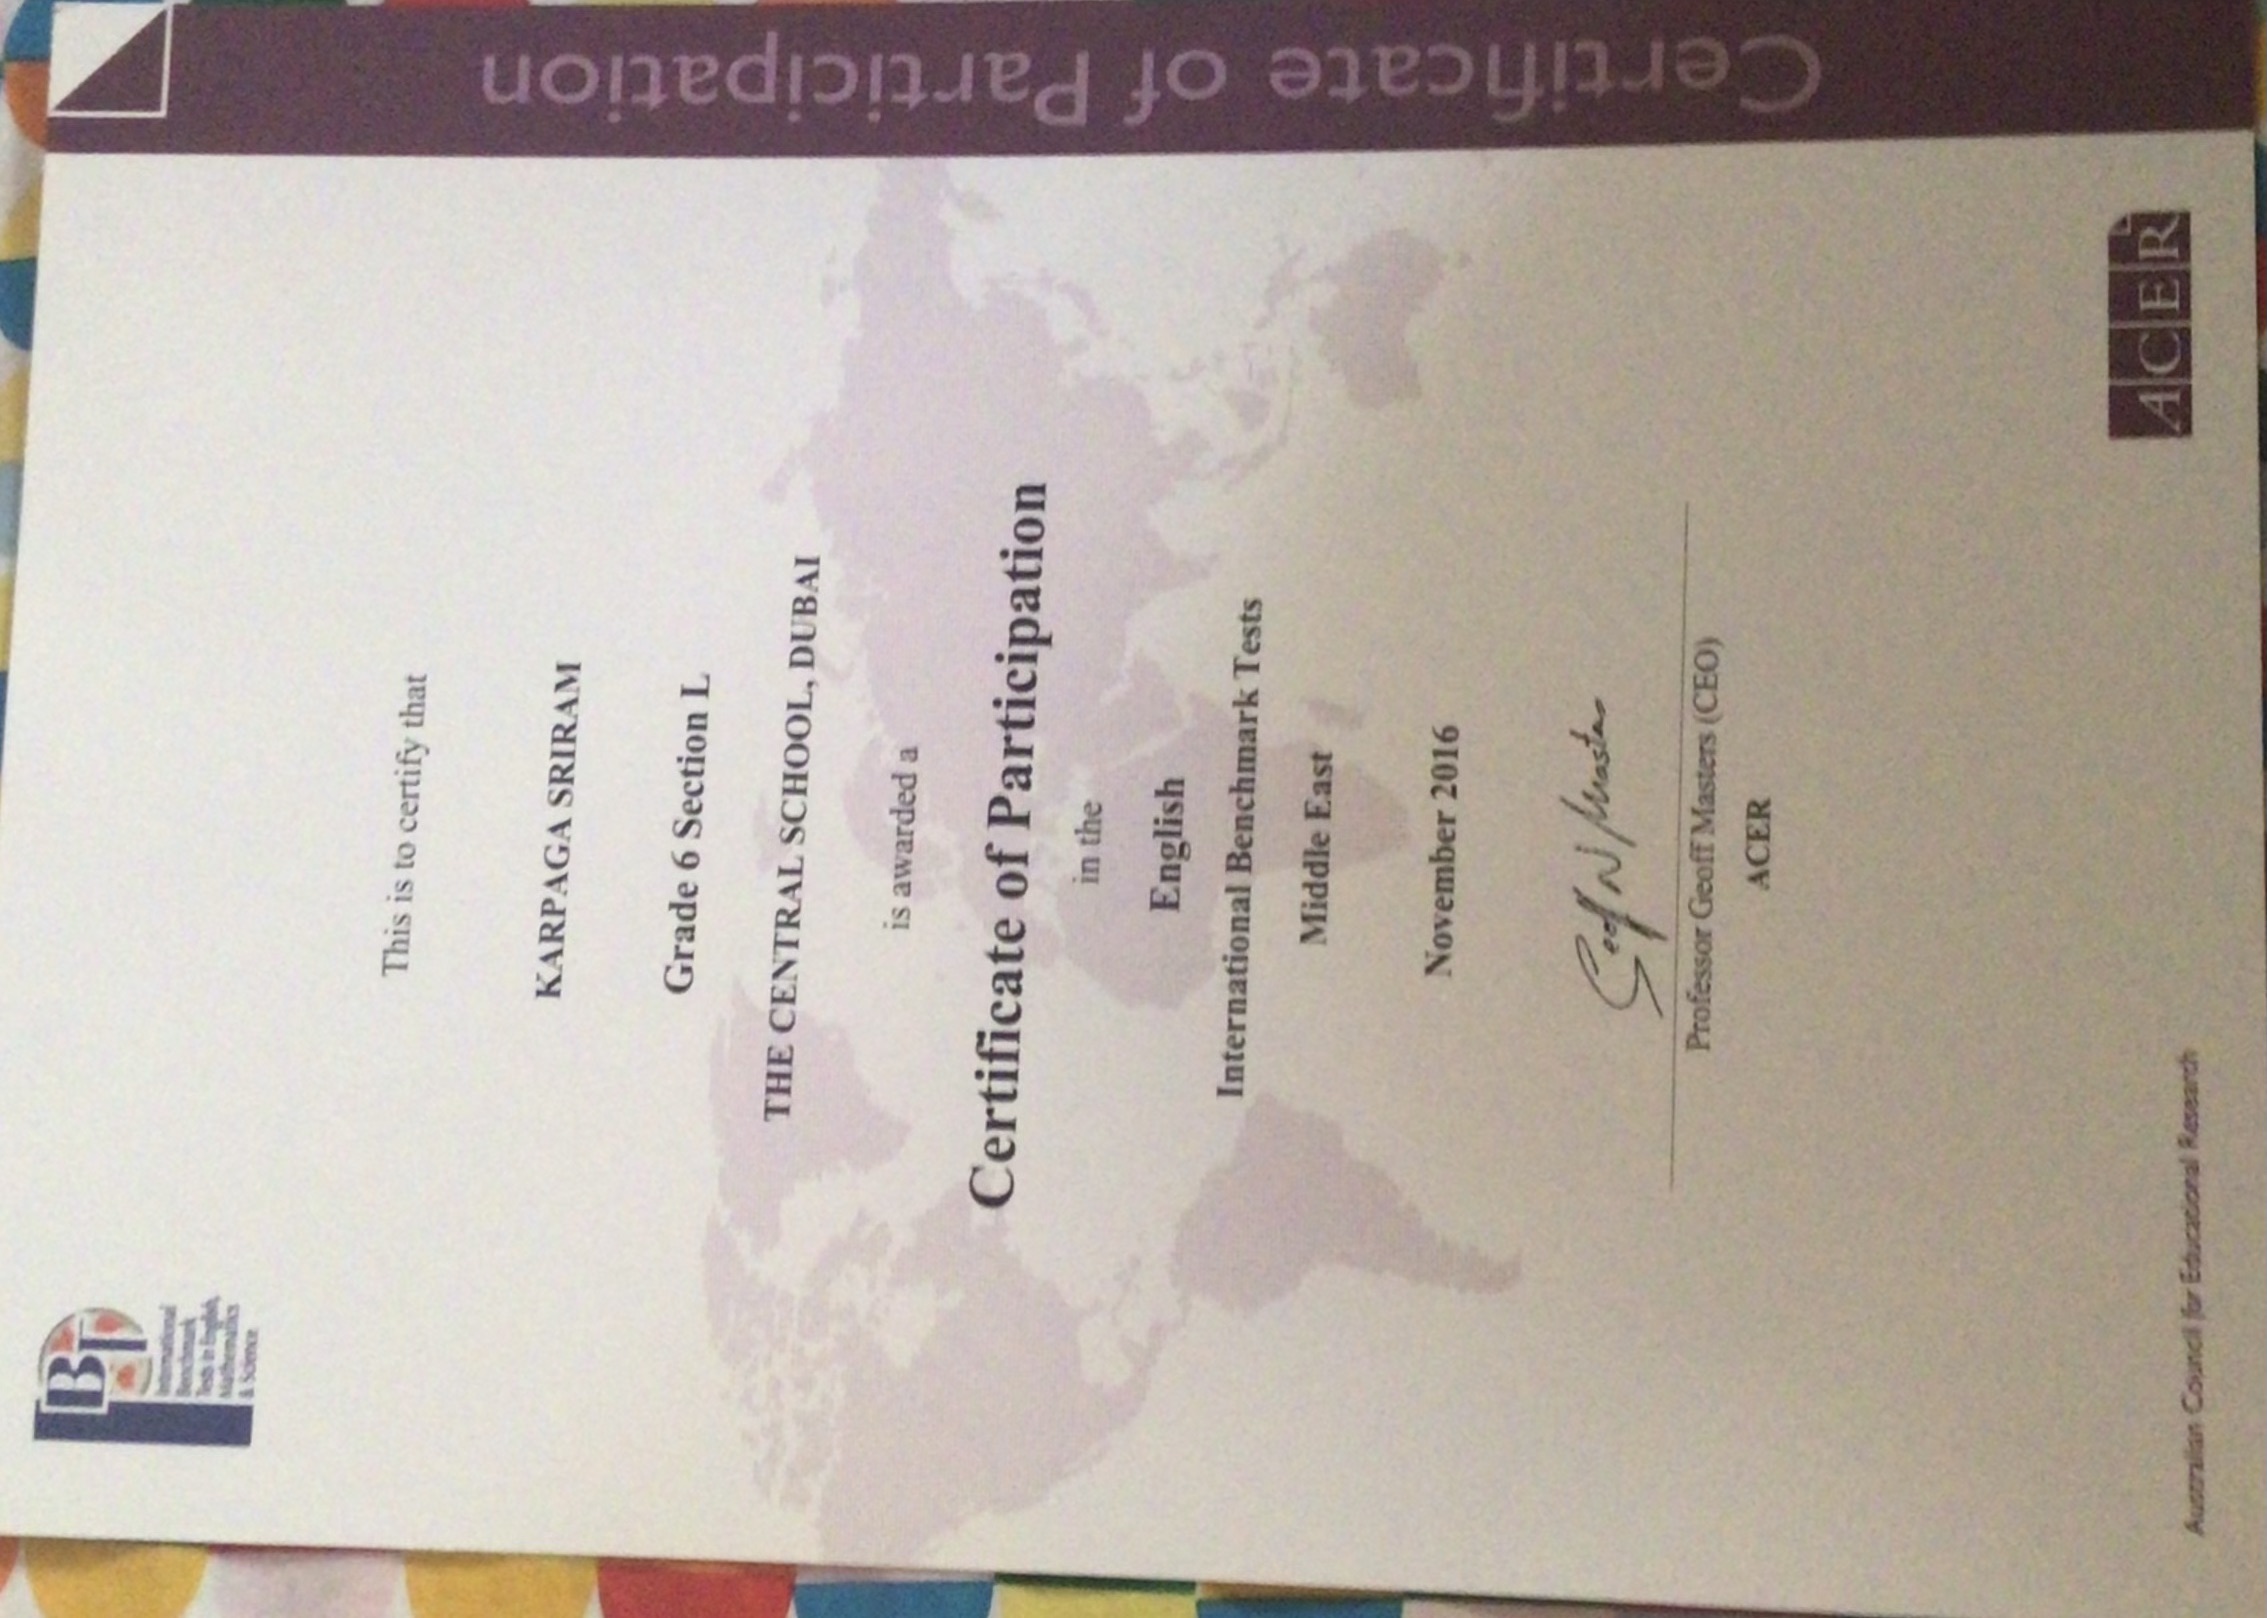 IBT
International
Benchmark
Tests in English,
Mathematics
& Science
Certificate of Participation
This is to certify that
KARPAGA SRIRAM
Grade 6 Section L
THE CENTRAL SCHOOL, DUBAI
is awarded a
Certificate of Participation
in the
English
International Benchmark Tests
Middle East
November 2016
Geoff N Masters
Professor Geoff Masters (CEO)
ACER
Australian Council for Educational Research
ACER